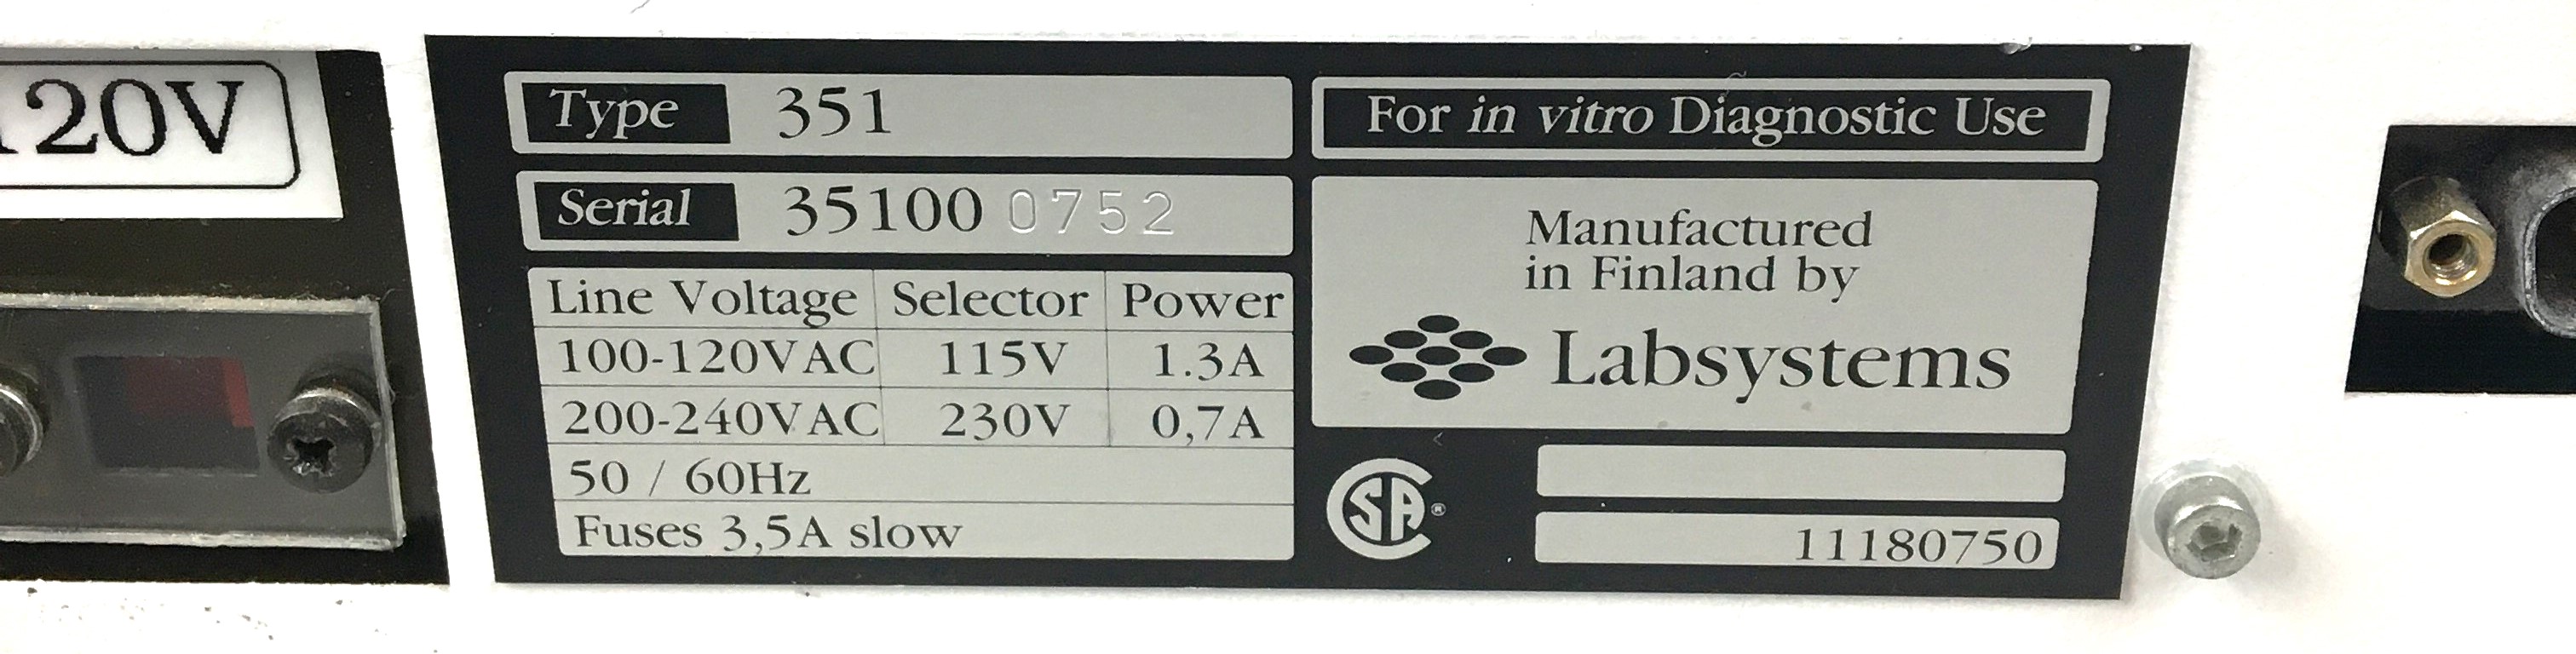 120V
Type 351
Serial 35100 0752
Line Voltage Selector Power
100-120VAC 115V 1.3A
200-240VAC 230V 0,7A
50 / 60Hz
Fuses 3,5A slow
For in vitro Diagnostic Use
Manufactured
in Finland by
Labsystems
CSA®
11180750